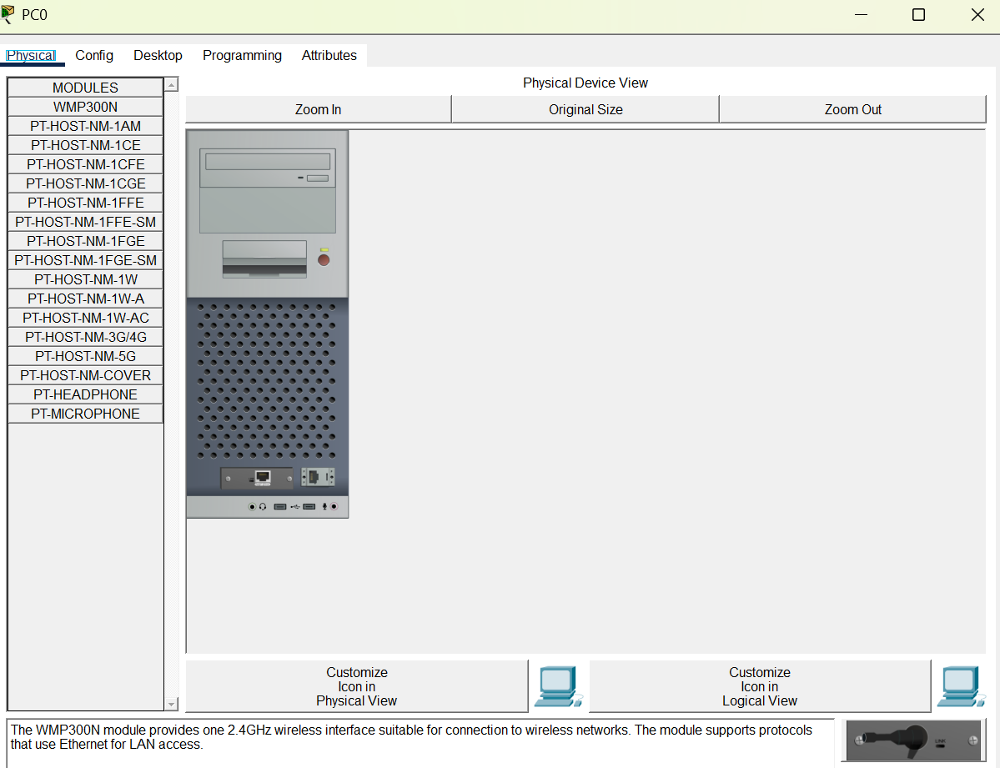 PC0
Physical Config Desktop Programming Attributes
MODULES
WMP300N
PT-HOST-NM-1AM
PT-HOST-NM-1CE
PT-HOST-NM-1CFE
PT-HOST-NM-1CGE
PT-HOST-NM-1FFE
PT-HOST-NM-1FFE-SM
PT-HOST-NM-1FGE
PT-HOST-NM-1FGE-SM
PT-HOST-NM-1W
PT-HOST-NM-1W-A
PT-HOST-NM-1W-AC
PT-HOST-NM-3G/4G
PT-HOST-NM-5G
PT-HOST-NM-COVER
PT-HEADPHONE
PT-MICROPHONE
Physical Device View
Zoom In Original Size Zoom Out
Customize
Icon in
Physical View
Customize
Icon in
Logical View
The WMP300N module provides one 2.4GHz wireless interface suitable for connection to wireless networks. The module supports protocols
that use Ethernet for LAN access.
LINK